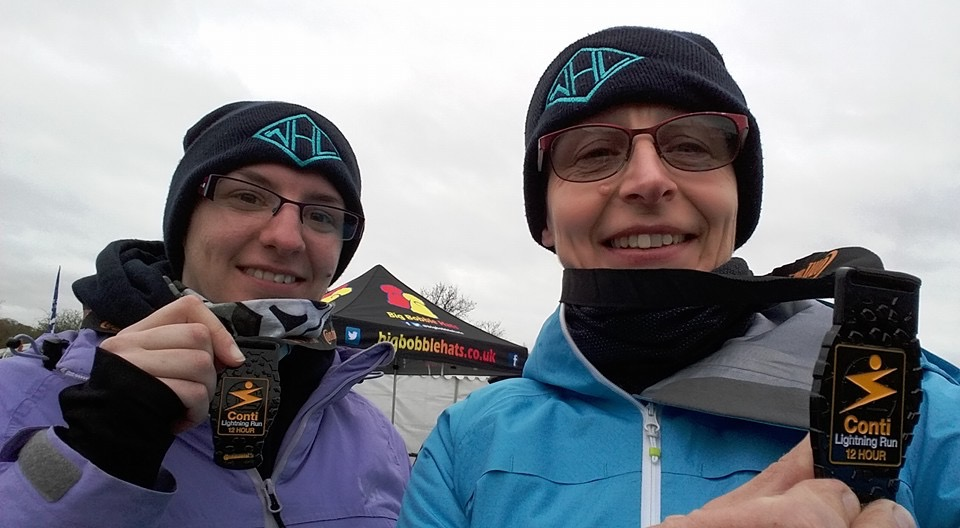 VHL
VHL
Big Bobble Hats
bigbobblehats.co.uk
Conti
Lightning Run
12 HOUR
Conti
Lightning Run
12 HOUR